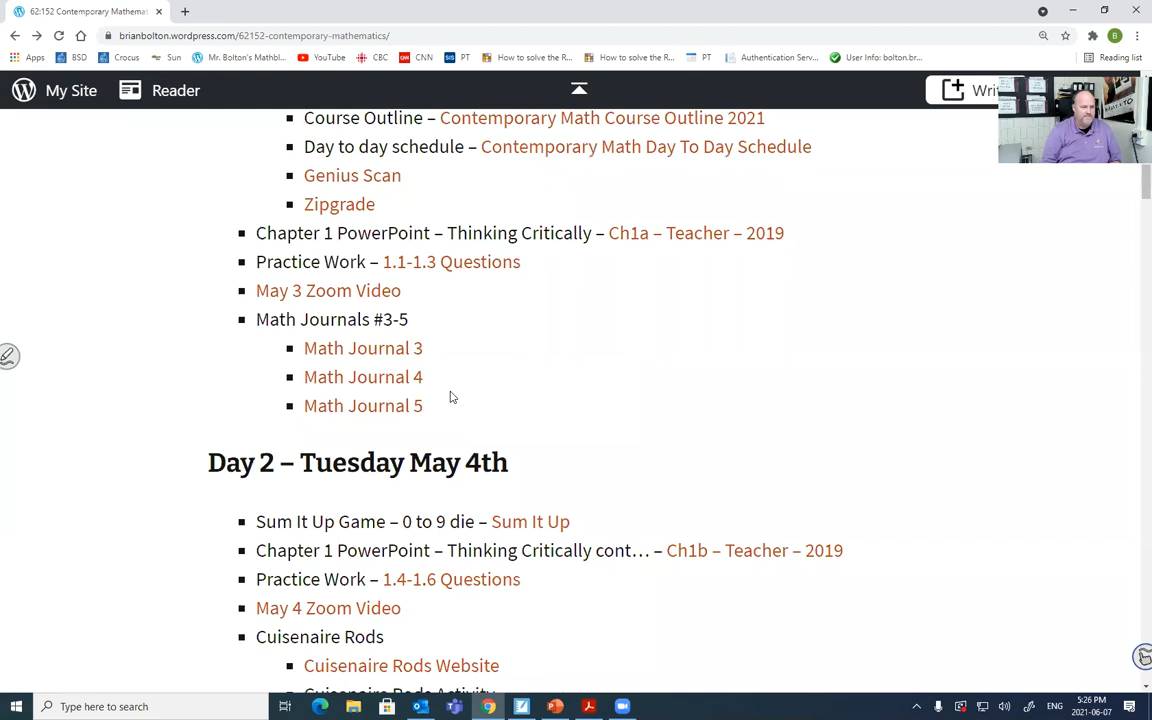 62:152 Contemporary Mathemat
brianbolton.wordpress.com/62152-contemporary-mathematics/
B
Apps BSD Crocus Sun Mr. Bolton's Mathbl... YouTube CBC CNN PT How to solve the R... How to solve the R... PT Authentication Serv... User Info: bolton.br... Reading list
My Site Reader Wri
Course Outline – Contemporary Math Course Outline 2021
Day to day schedule – Contemporary Math Day To Day Schedule
Genius Scan
Zipgrade
Chapter 1 PowerPoint – Thinking Critically – Ch1a – Teacher – 2019
Practice Work – 1.1-1.3 Questions
May 3 Zoom Video
Math Journals #3-5
Math Journal 3
Math Journal 4
Math Journal 5
Day 2 – Tuesday May 4th
Sum It Up Game – 0 to 9 die – Sum It Up
Chapter 1 PowerPoint – Thinking Critically cont… – Ch1b – Teacher – 2019
Practice Work – 1.4-1.6 Questions
May 4 Zoom Video
Cuisenaire Rods
Cuisenaire Rods Website
Cuisenaire Rods Activity
Type here to search
ENG
5:26 PM
2021-06-07